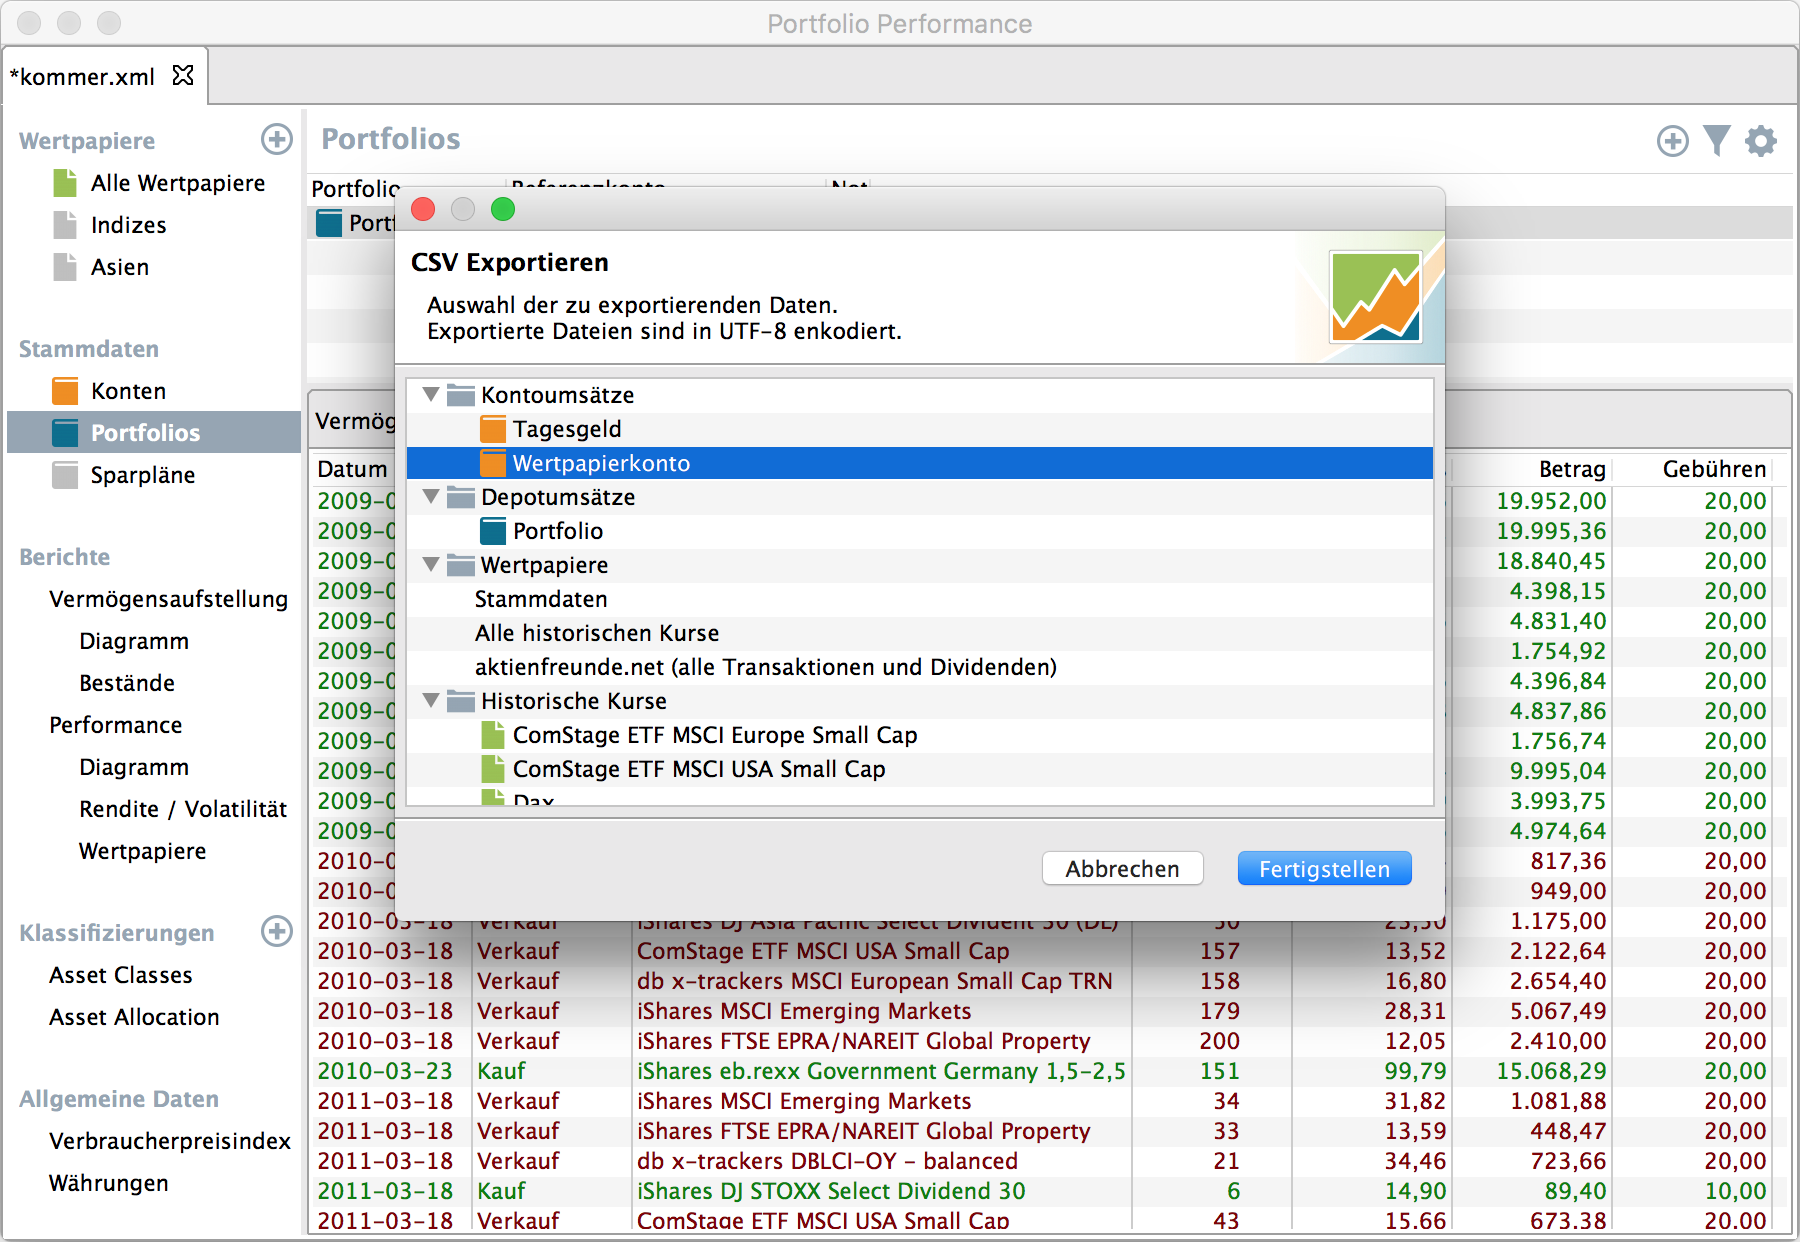 Portfolio Performance
*kommer.xml
Wertpapiere
Alle Wertpapiere
Indizes
Asien
Stammdaten
Konten
Portfolios
Sparpläne
Berichte
Vermögensaufstellung
Diagramm
Bestände
Performance
Diagramm
Rendite / Volatilität
Wertpapiere
Klassifizierungen
Asset Classes
Asset Allocation
Allgemeine Daten
Verbraucherpreisindex
Währungen
Portfolios
Portfolio Referenzkonto Not
Portf
CSV Exportieren
Auswahl der zu exportierenden Daten.
Exportierte Dateien sind in UTF-8 enkodiert.
Kontoumsätze
Tagesgeld
Wertpapierkonto
Depotumsätze
Portfolio
Wertpapiere
Stammdaten
Alle historischen Kurse
aktienfreunde.net (alle Transaktionen und Dividenden)
Historische Kurse
ComStage ETF MSCI Europe Small Cap
ComStage ETF MSCI USA Small Cap
Dax
Abbrechen Fertigstellen
Vermög
Datum Betrag Gebühren
2009-0 19.952,00 20,00
2009-0 19.995,36 20,00
2009-0 18.840,45 20,00
2009-0 4.398,15 20,00
2009-0 4.831,40 20,00
2009-0 1.754,92 20,00
2009-0 4.396,84 20,00
2009-0 4.837,86 20,00
2009-0 1.756,74 20,00
2009-0 9.995,04 20,00
2009-0 3.993,75 20,00
2009-0 4.974,64 20,00
2010-0 817,36 20,00
2010-0 949,00 20,00
2010-03-18 Verkauf iShares DJ Asia Pacific Select Divident 30 (DE) 50 23,50 1.175,00 20,00
2010-03-18 Verkauf ComStage ETF MSCI USA Small Cap 157 13,52 2.122,64 20,00
2010-03-18 Verkauf db x-trackers MSCI European Small Cap TRN 158 16,80 2.654,40 20,00
2010-03-18 Verkauf iShares MSCI Emerging Markets 179 28,31 5.067,49 20,00
2010-03-18 Verkauf iShares FTSE EPRA/NAREIT Global Property 200 12,05 2.410,00 20,00
2010-03-23 Kauf iShares eb.rexx Government Germany 1,5-2,5 151 99,79 15.068,29 20,00
2011-03-18 Verkauf iShares MSCI Emerging Markets 34 31,82 1.081,88 20,00
2011-03-18 Verkauf iShares FTSE EPRA/NAREIT Global Property 33 13,59 448,47 20,00
2011-03-18 Verkauf db x-trackers DBLCI-OY - balanced 21 34,46 723,66 20,00
2011-03-18 Kauf iShares DJ STOXX Select Dividend 30 6 14,90 89,40 10,00
2011-03-18 Verkauf ComStage ETF MSCI USA Small Cap 43 15,66 673,38 20,00